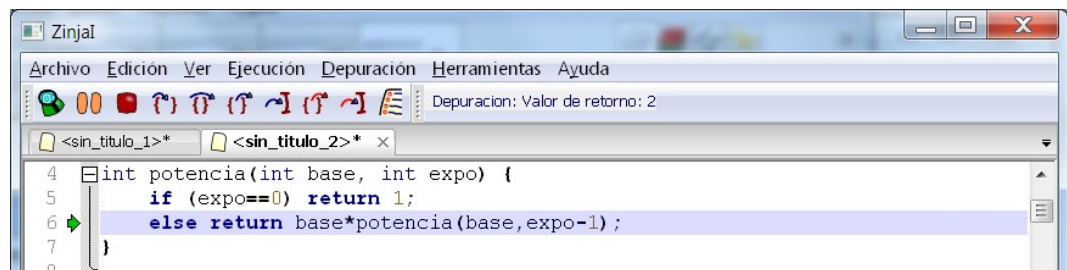 ZinjaI
Archivo Edición Ver Ejecución Depuración Herramientas Ayuda
Depuracion: Valor de retorno: 2
<sin_titulo_1>* <sin_titulo_2>*
4 int potencia(int base, int expo) {
5 if (expo==0) return 1;
6 else return base*potencia(base,expo-1);
7 }